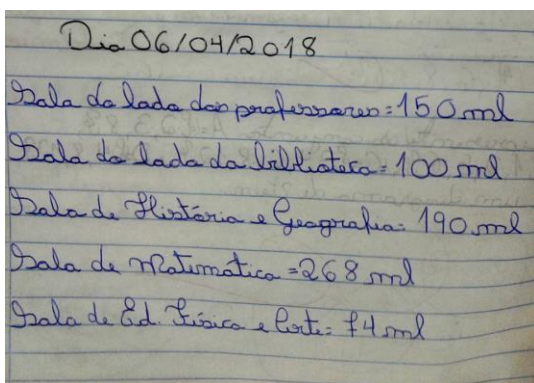 Dia 06/04/2018
Sala do lado dos professores = 150 ml
Sala do lado da biblioteca = 100 ml
Sala de História e Geografia = 190 ml
Sala de Matemática = 268 ml
Sala de Ed. Física e Arte = 74 ml